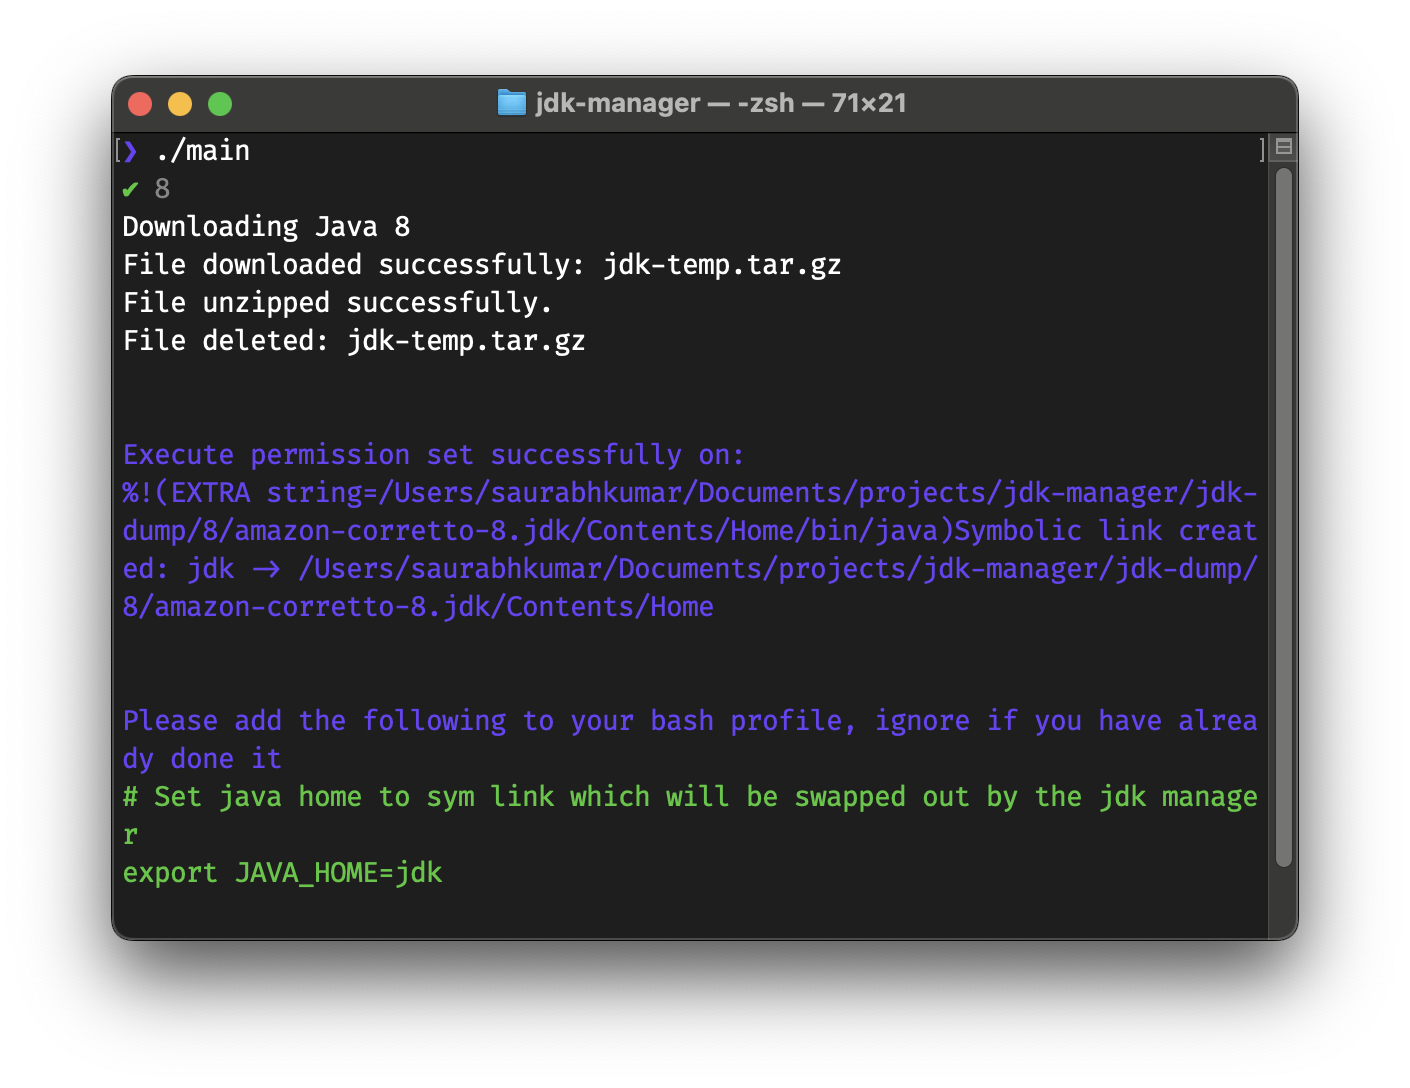 jdk-manager — -zsh — 71×21
[❯ ./main ]
✔ 8
Downloading Java 8
File downloaded successfully: jdk-temp.tar.gz
File unzipped successfully.
File deleted: jdk-temp.tar.gz
Execute permission set successfully on:
%!(EXTRA string=/Users/saurabhkumar/Documents/projects/jdk-manager/jdk-
dump/8/amazon-corretto-8.jdk/Contents/Home/bin/java)Symbolic link creat
ed: jdk -> /Users/saurabhkumar/Documents/projects/jdk-manager/jdk-dump/
8/amazon-corretto-8.jdk/Contents/Home
Please add the following to your bash profile, ignore if you have alrea
dy done it
# Set java home to sym link which will be swapped out by the jdk manage
r
export JAVA_HOME=jdk